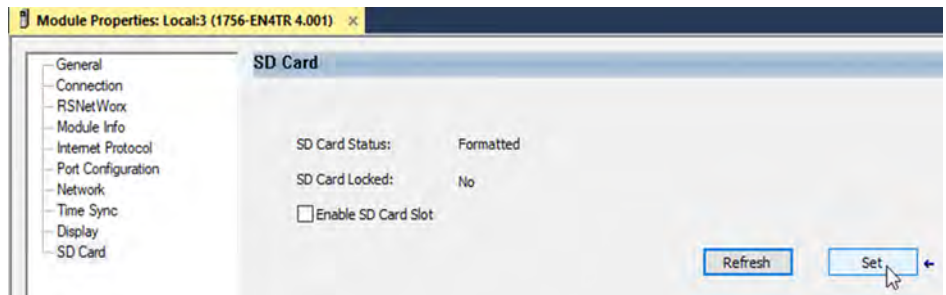 Module Properties: Local:3 (1756-EN4TR 4.001) ×
General
Connection
RSNetWorx
Module Info
Internet Protocol
Port Configuration
Network
Time Sync
Display
SD Card
SD Card
SD Card Status: Formatted
SD Card Locked: No
Enable SD Card Slot
Refresh Set ←